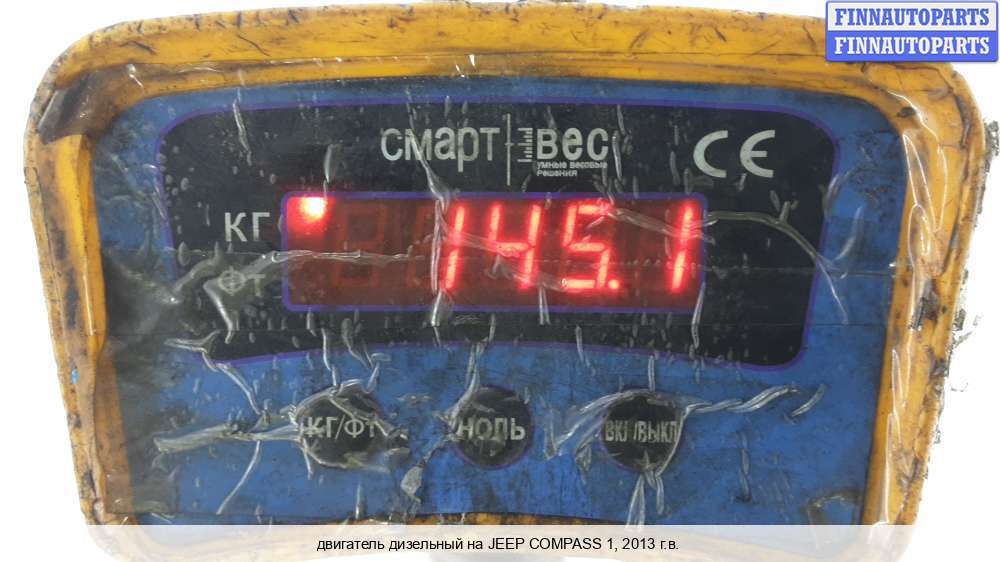 FINNAUTOPARTS
FINNAUTOPARTS
смарт вес
умные весовые
решения
CE
КГ
145.1
ФТ
КГ/ФТ
НОЛЬ
ВКЛ/ВЫКЛ
двигатель дизельный на JEEP COMPASS 1, 2013 г.в.